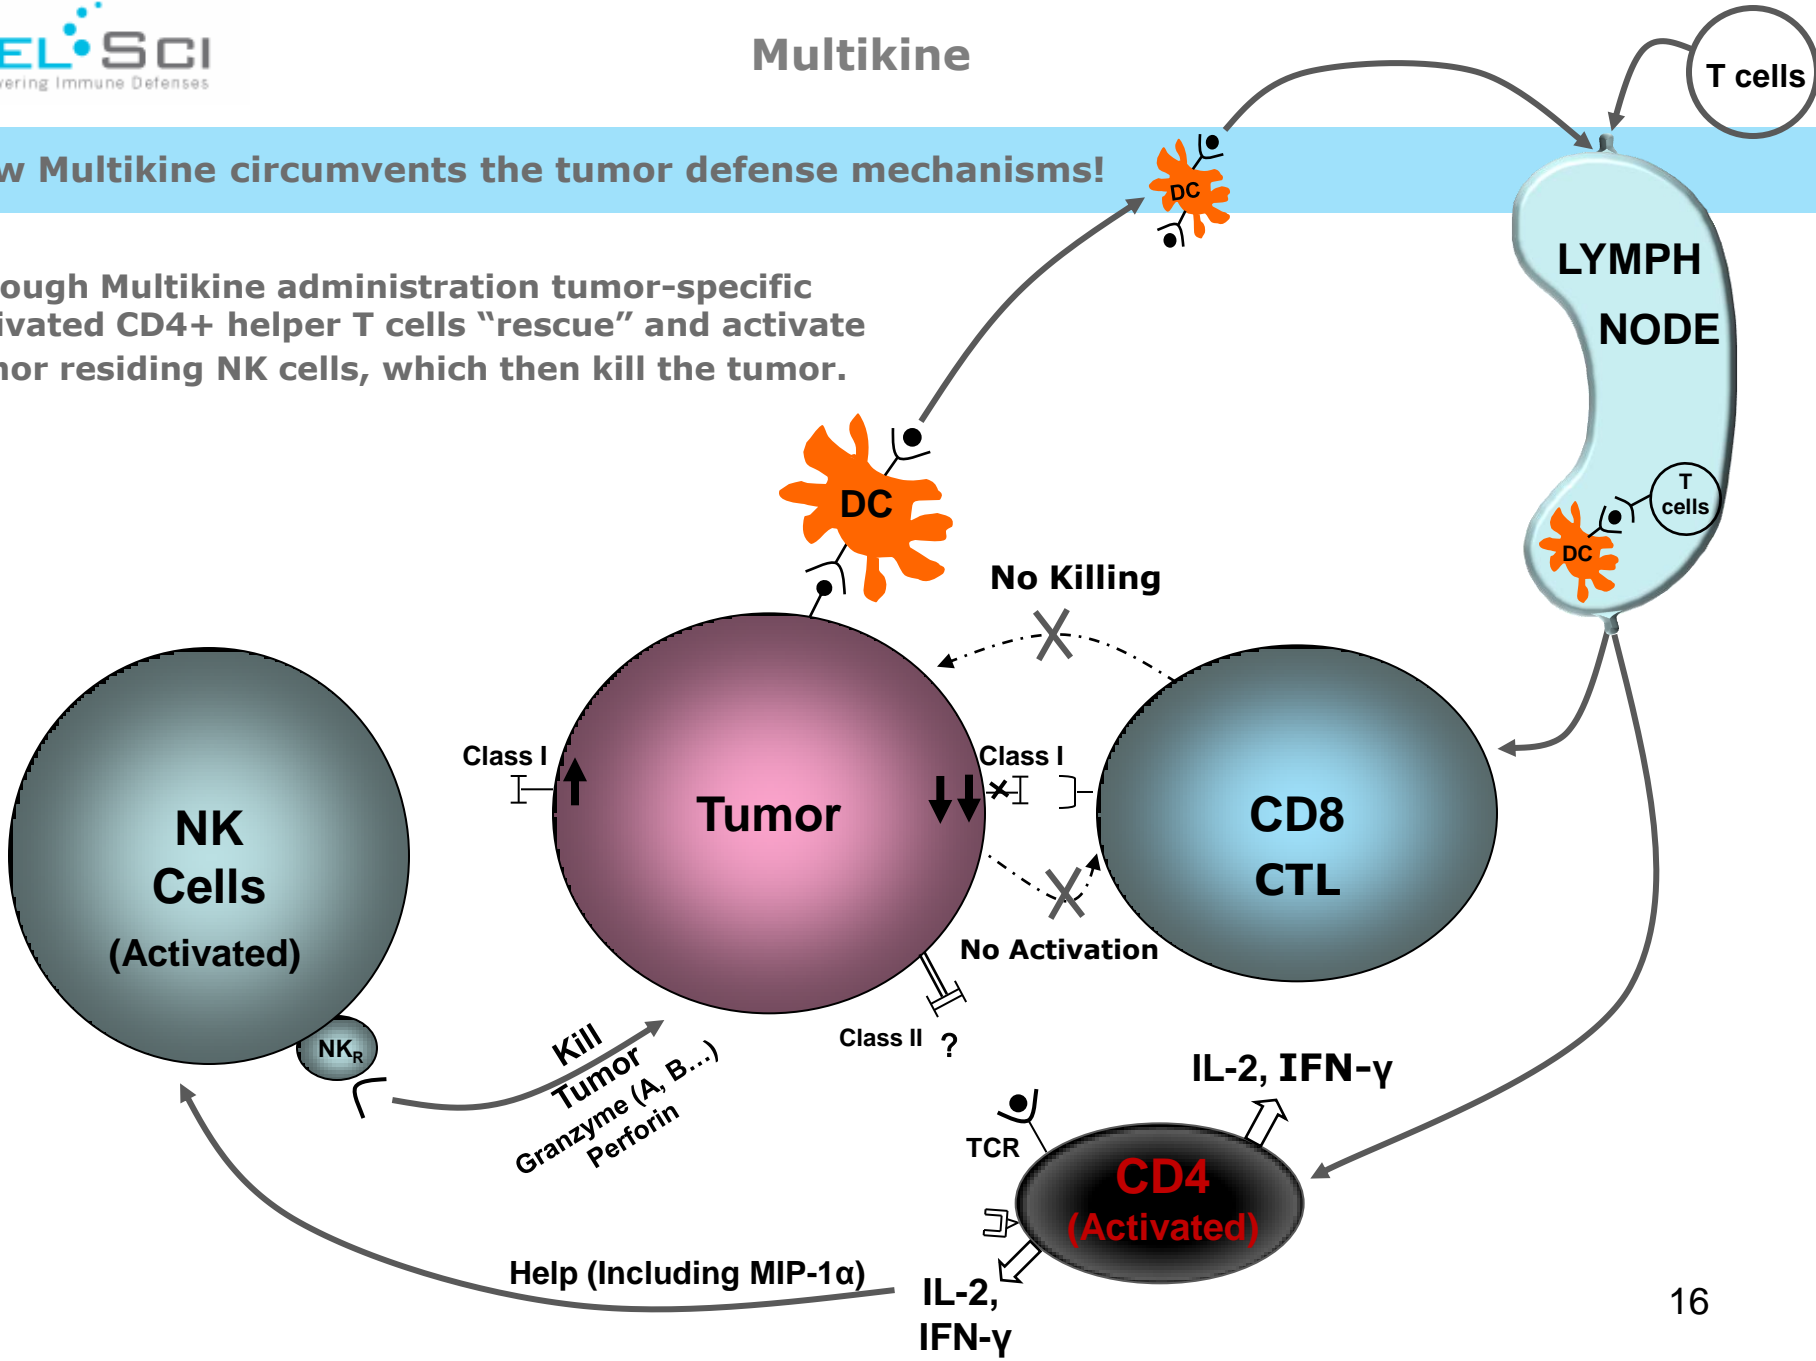 EL SCI
vering Immune Defenses
Multikine
T cells
w Multikine circumvents the tumor defense mechanisms!
DC
LYMPH
NODE
ough Multikine administration tumor-specific
ivated CD4+ helper T cells “rescue” and activate
nor residing NK cells, which then kill the tumor.
DC
T
cells
DC
No Killing
Class I
Class I
NK
Cells
(Activated)
Tumor
CD8
CTL
No Activation
NKR
Class II ?
Kill
Tumor
Granzyme (A, B...)
Perforin
IL-2, IFN-γ
TCR
CD4
(Activated)
Help (Including MIP-1α)
IL-2,
IFN-γ
16